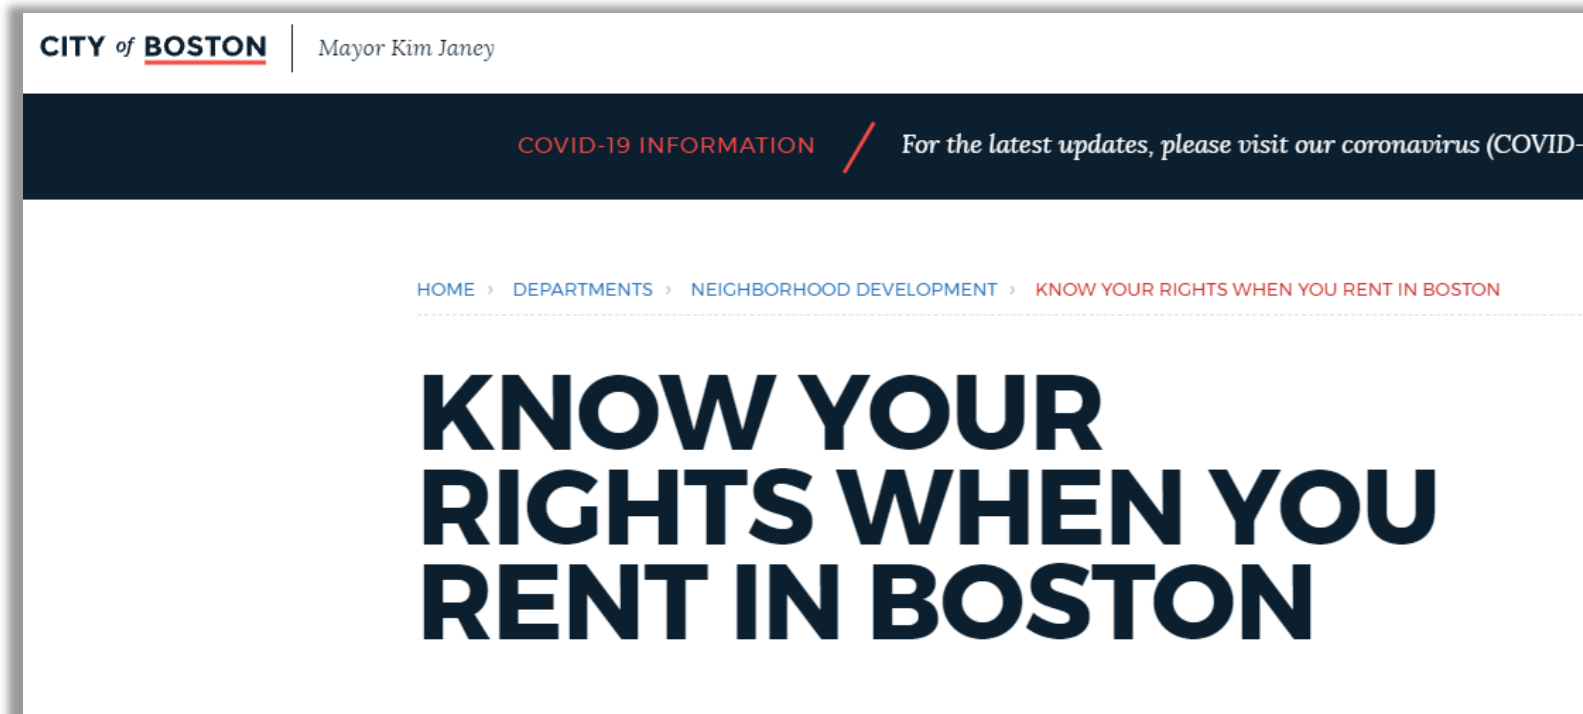 CITY of BOSTON Mayor Kim Janey
COVID-19 INFORMATION For the latest updates, please visit our coronavirus (COVID-
HOME › DEPARTMENTS › NEIGHBORHOOD DEVELOPMENT › KNOW YOUR RIGHTS WHEN YOU RENT IN BOSTON
KNOW YOUR
RIGHTS WHEN YOU
RENT IN BOSTON